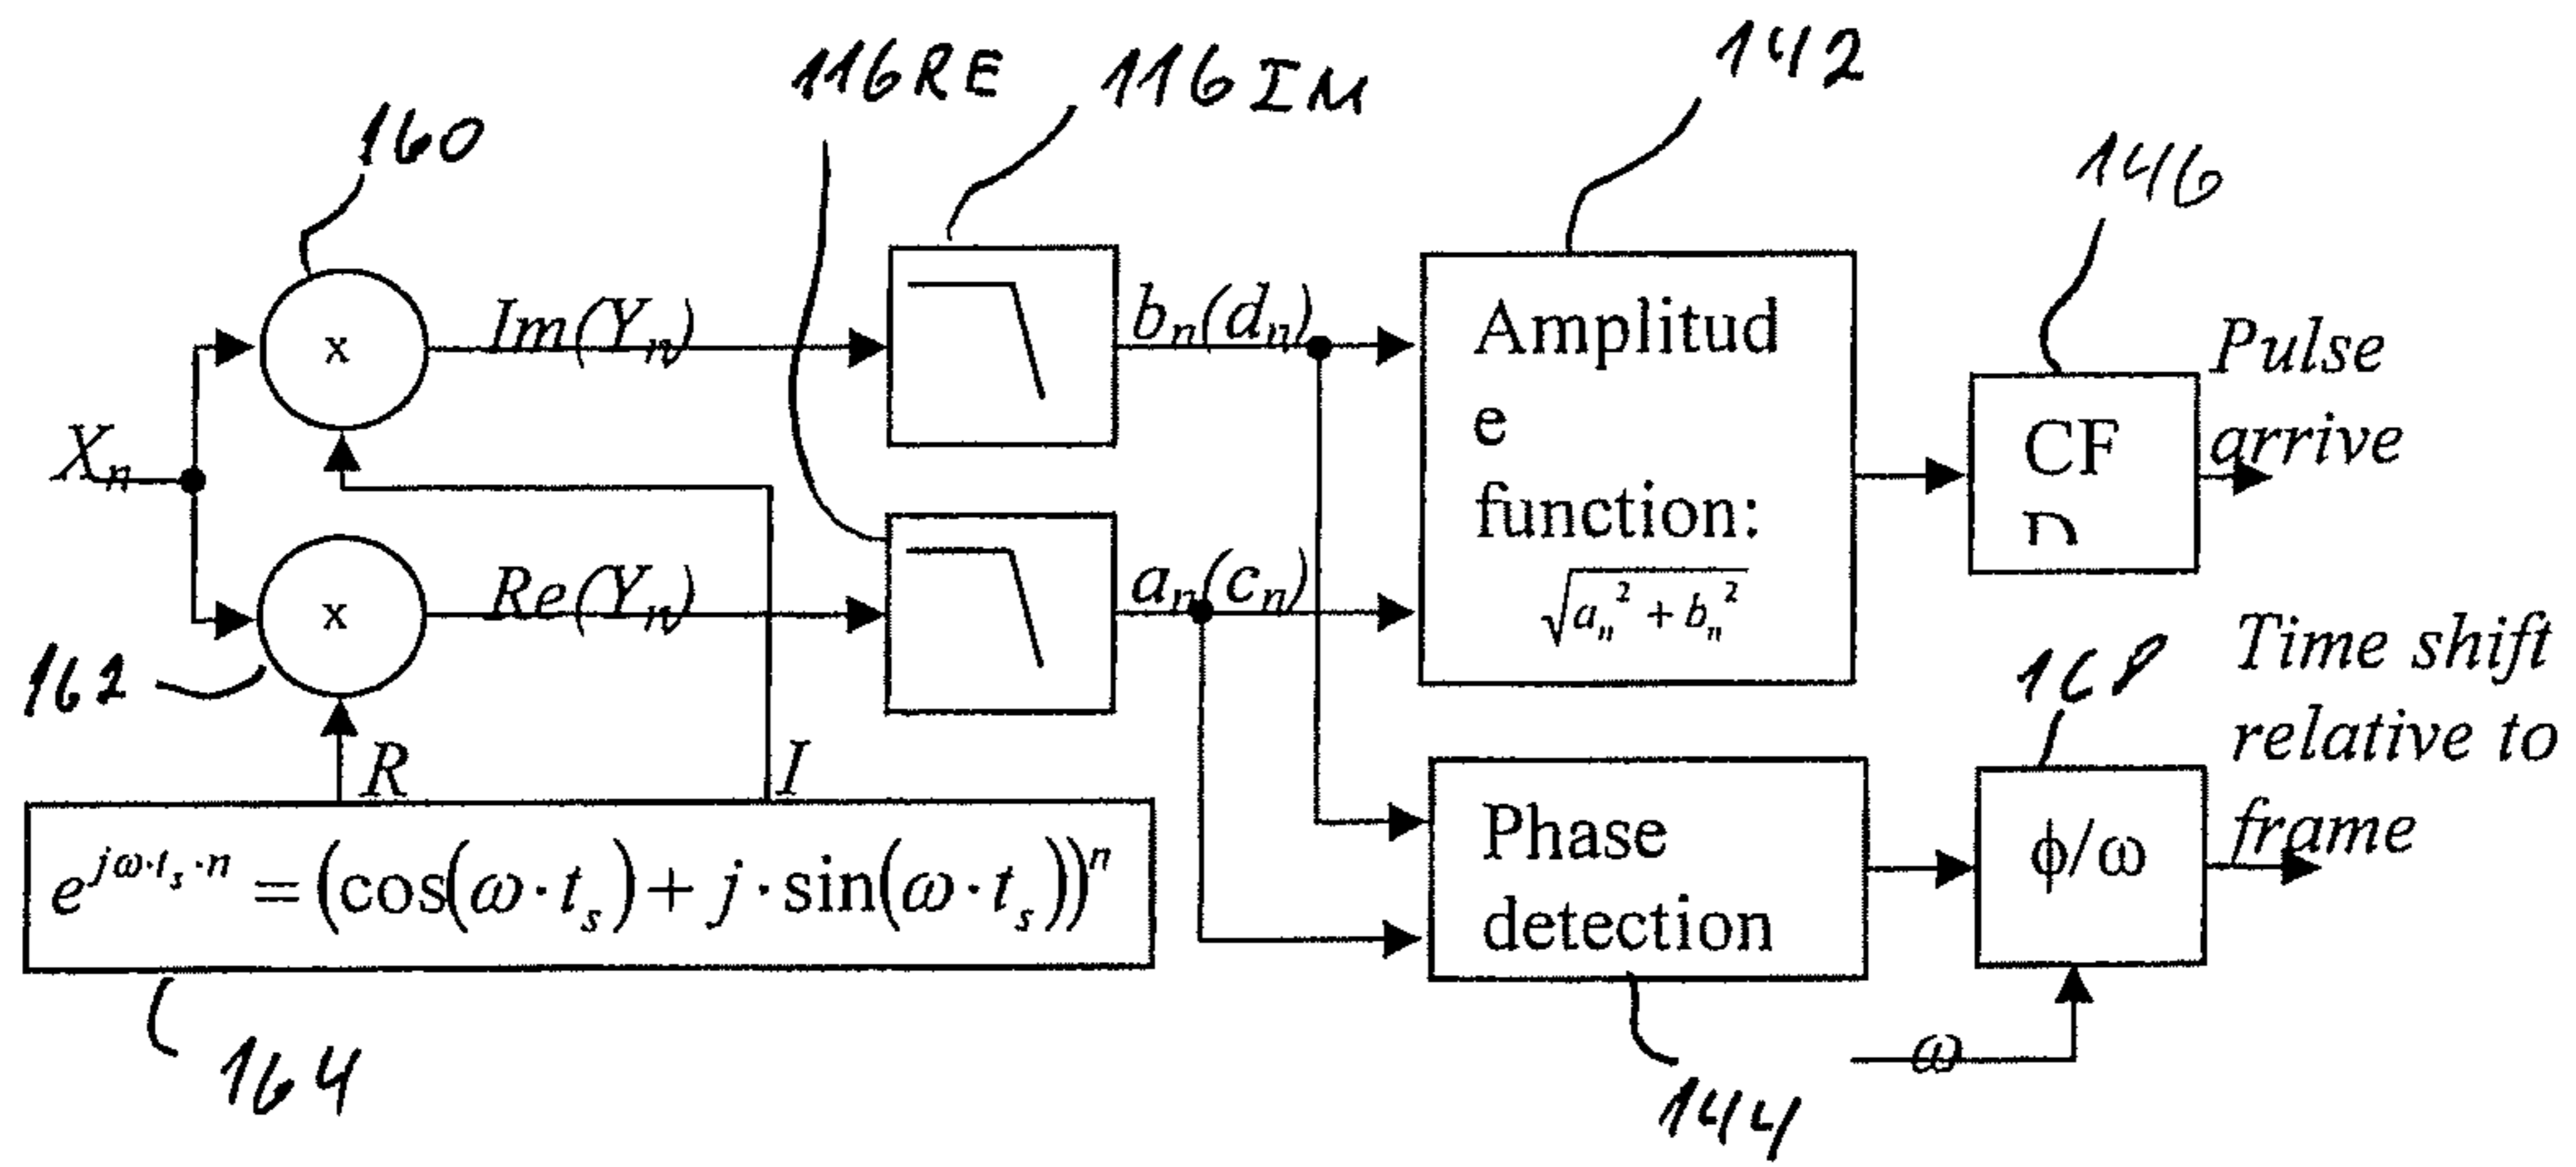 116RE
116IM
142
160
146
x
Im(Yn)
bn(dn)
Amplitud
e
function:
√an² + bn²
CF
D
Pulse
arrive
Xn
x
Re(Yn)
an(cn)
162
R
I
e^jω·ts·n = (cos(ω·ts) + j·sin(ω·ts))^n
164
Phase
detection
144
168
ϕ/ω
Time shift
relative to
frame
ω